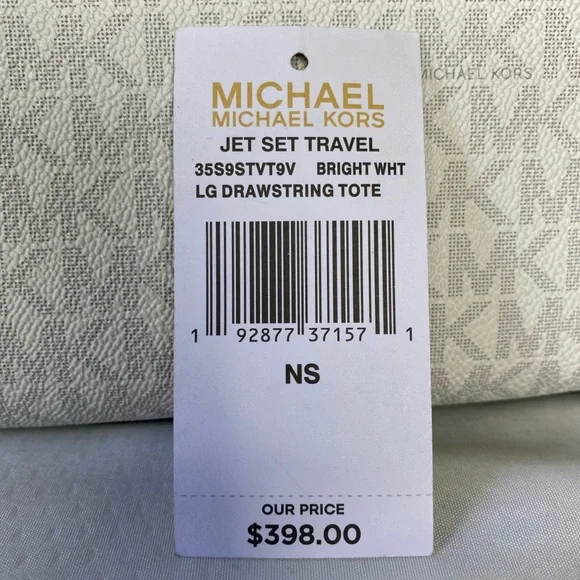 MICHAEL KORS
MICHAEL
MICHAEL KORS
JET SET TRAVEL
35S9STVT9V BRIGHT WHT
LG DRAWSTRING TOTE
1 92877 37157 1
NS
OUR PRICE
$398.00